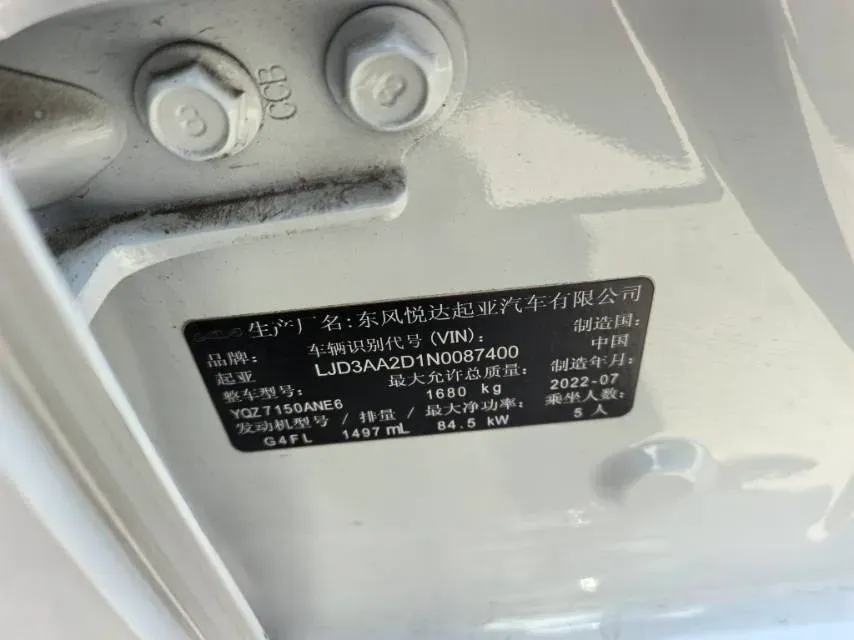 8
CCB
8
生产厂名:东风悦达起亚汽车有限公司
品牌: 车辆识别代号(VIN): 制造国:
起亚 LJD3AA2D1N0087400 中国
整车型号: 最大允许总质量: 制造年月:
YQZ7150ANE6 1680 kg 2022-07
发动机型号 / 排量 / 最大净功率: 乘坐人数:
G4FL 1497 mL 84.5 kW 5 人